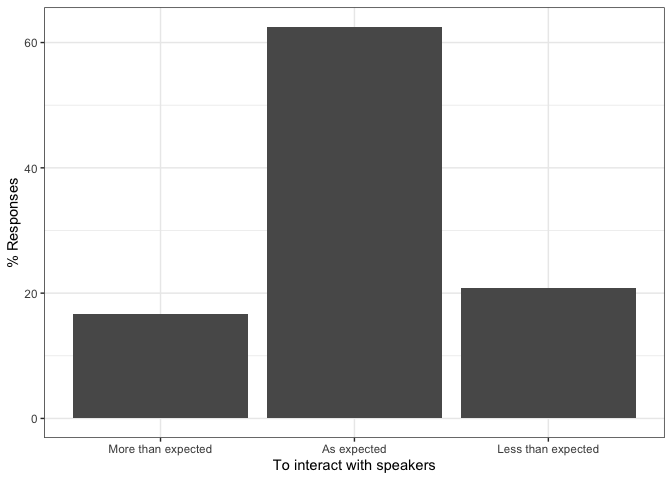 60
40
20
0
% Responses
More than expected
As expected
Less than expected
To interact with speakers